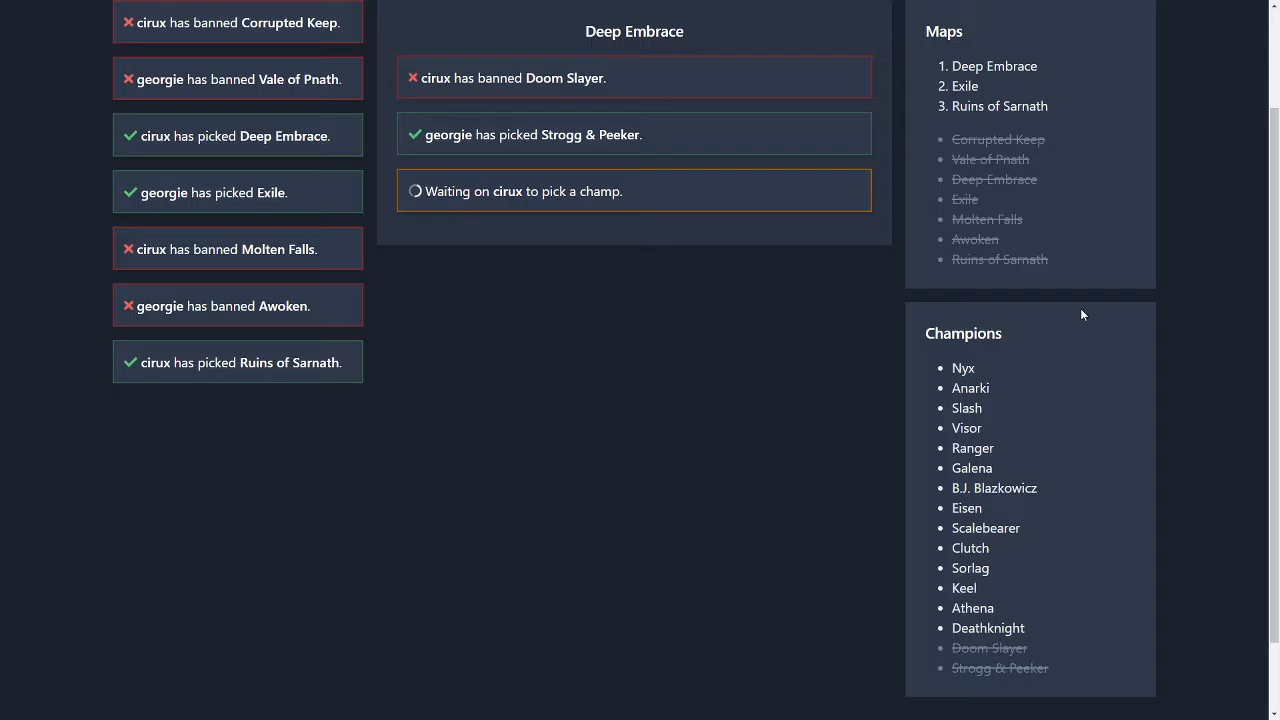 cirux has banned Corrupted Keep.
georgie has banned Vale of Pnath.
cirux has picked Deep Embrace.
georgie has picked Exile.
cirux has banned Molten Falls.
georgie has banned Awoken.
cirux has picked Ruins of Sarnath.
Deep Embrace
cirux has banned Doom Slayer.
georgie has picked Strogg & Peeker.
Waiting on cirux to pick a champ.
Maps
1. Deep Embrace
2. Exile
3. Ruins of Sarnath
Corrupted Keep
Vale of Pnath
Deep Embrace
Exile
Molten Falls
Awoken
Ruins of Sarnath
Champions
Nyx
Anarki
Slash
Visor
Ranger
Galena
B.J. Blazkowicz
Eisen
Scalebearer
Clutch
Sorlag
Keel
Athena
Deathknight
Doom Slayer
Strogg & Peeker